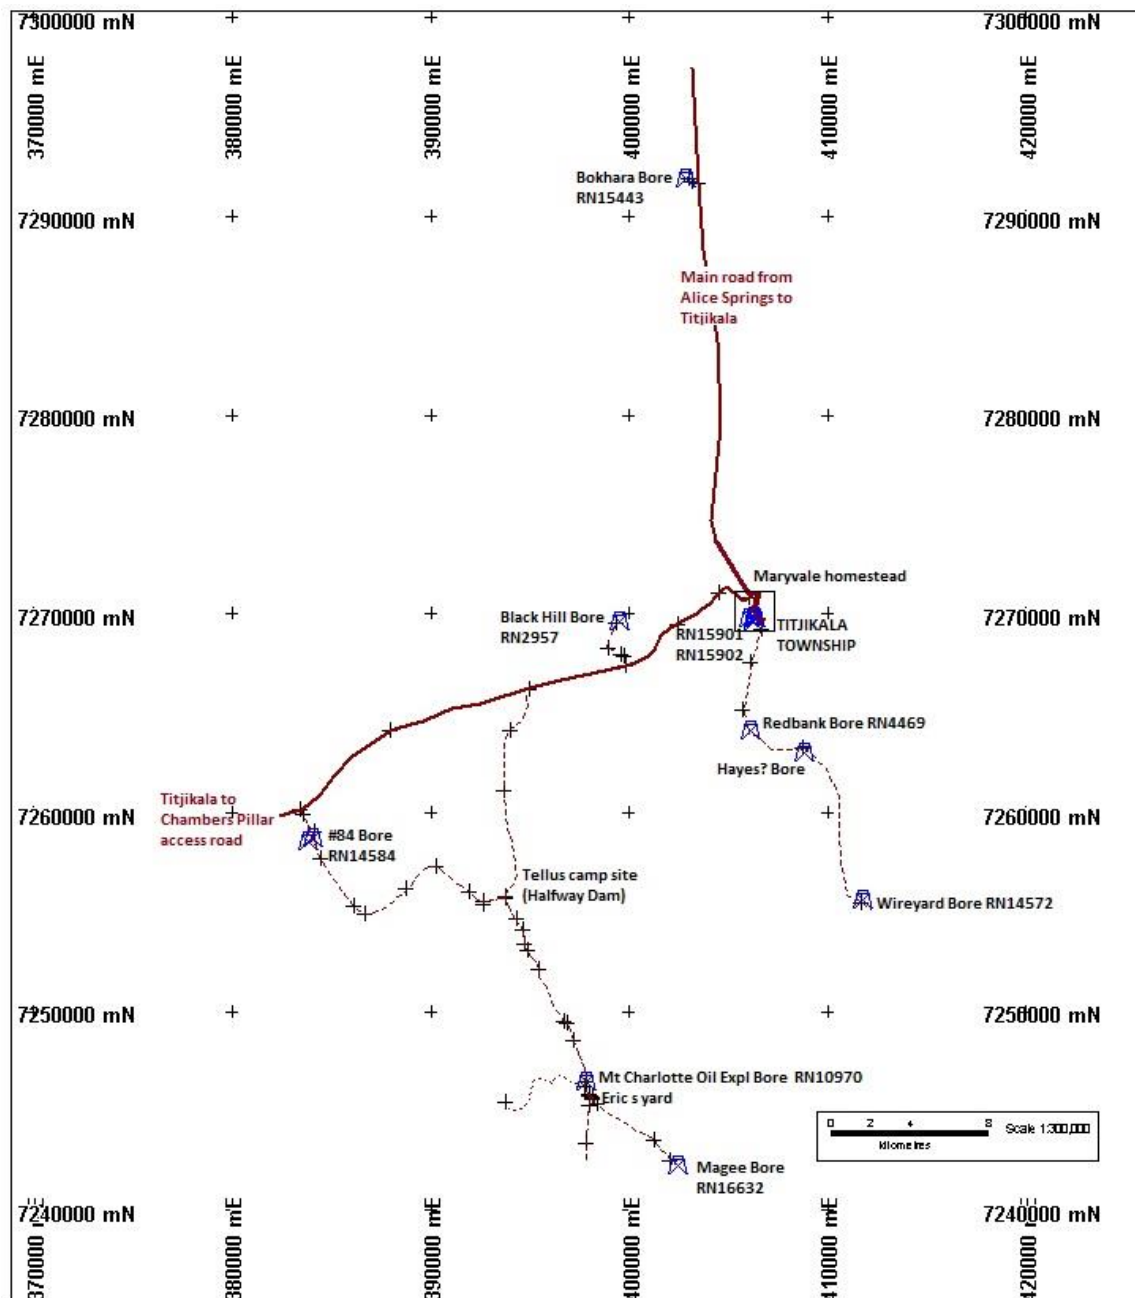 7300000 mN
7300000 mN
370000 mE
380000 mE
390000 mE
400000 mE
410000 mE
420000 mE
Bokhara Bore
RN15443
7290000 mN
7290000 mN
Main road from
Alice Springs to
Titjikala
7280000 mN
7280000 mN
Maryvale homestead
7270000 mN
Black Hill Bore
RN2957
RN15901
RN15902
TITJIKALA
TOWNSHIP
7270000 mN
Redbank Bore RN4469
Hayes? Bore
Titjikala to
Chambers Pillar
access road
7260000 mN
7260000 mN
#84 Bore
RN14584
Tellus camp site
(Halfway Dam)
Wireyard Bore RN14572
7250000 mN
7250000 mN
Mt Charlotte Oil Expl Bore RN10970
Eric s yard
0 2 4 8 Scale 1:300,000
kilometres
Magee Bore
RN16632
7240000 mN
7240000 mN
370000 mE
380000 mE
390000 mE
400000 mE
410000 mE
420000 mE